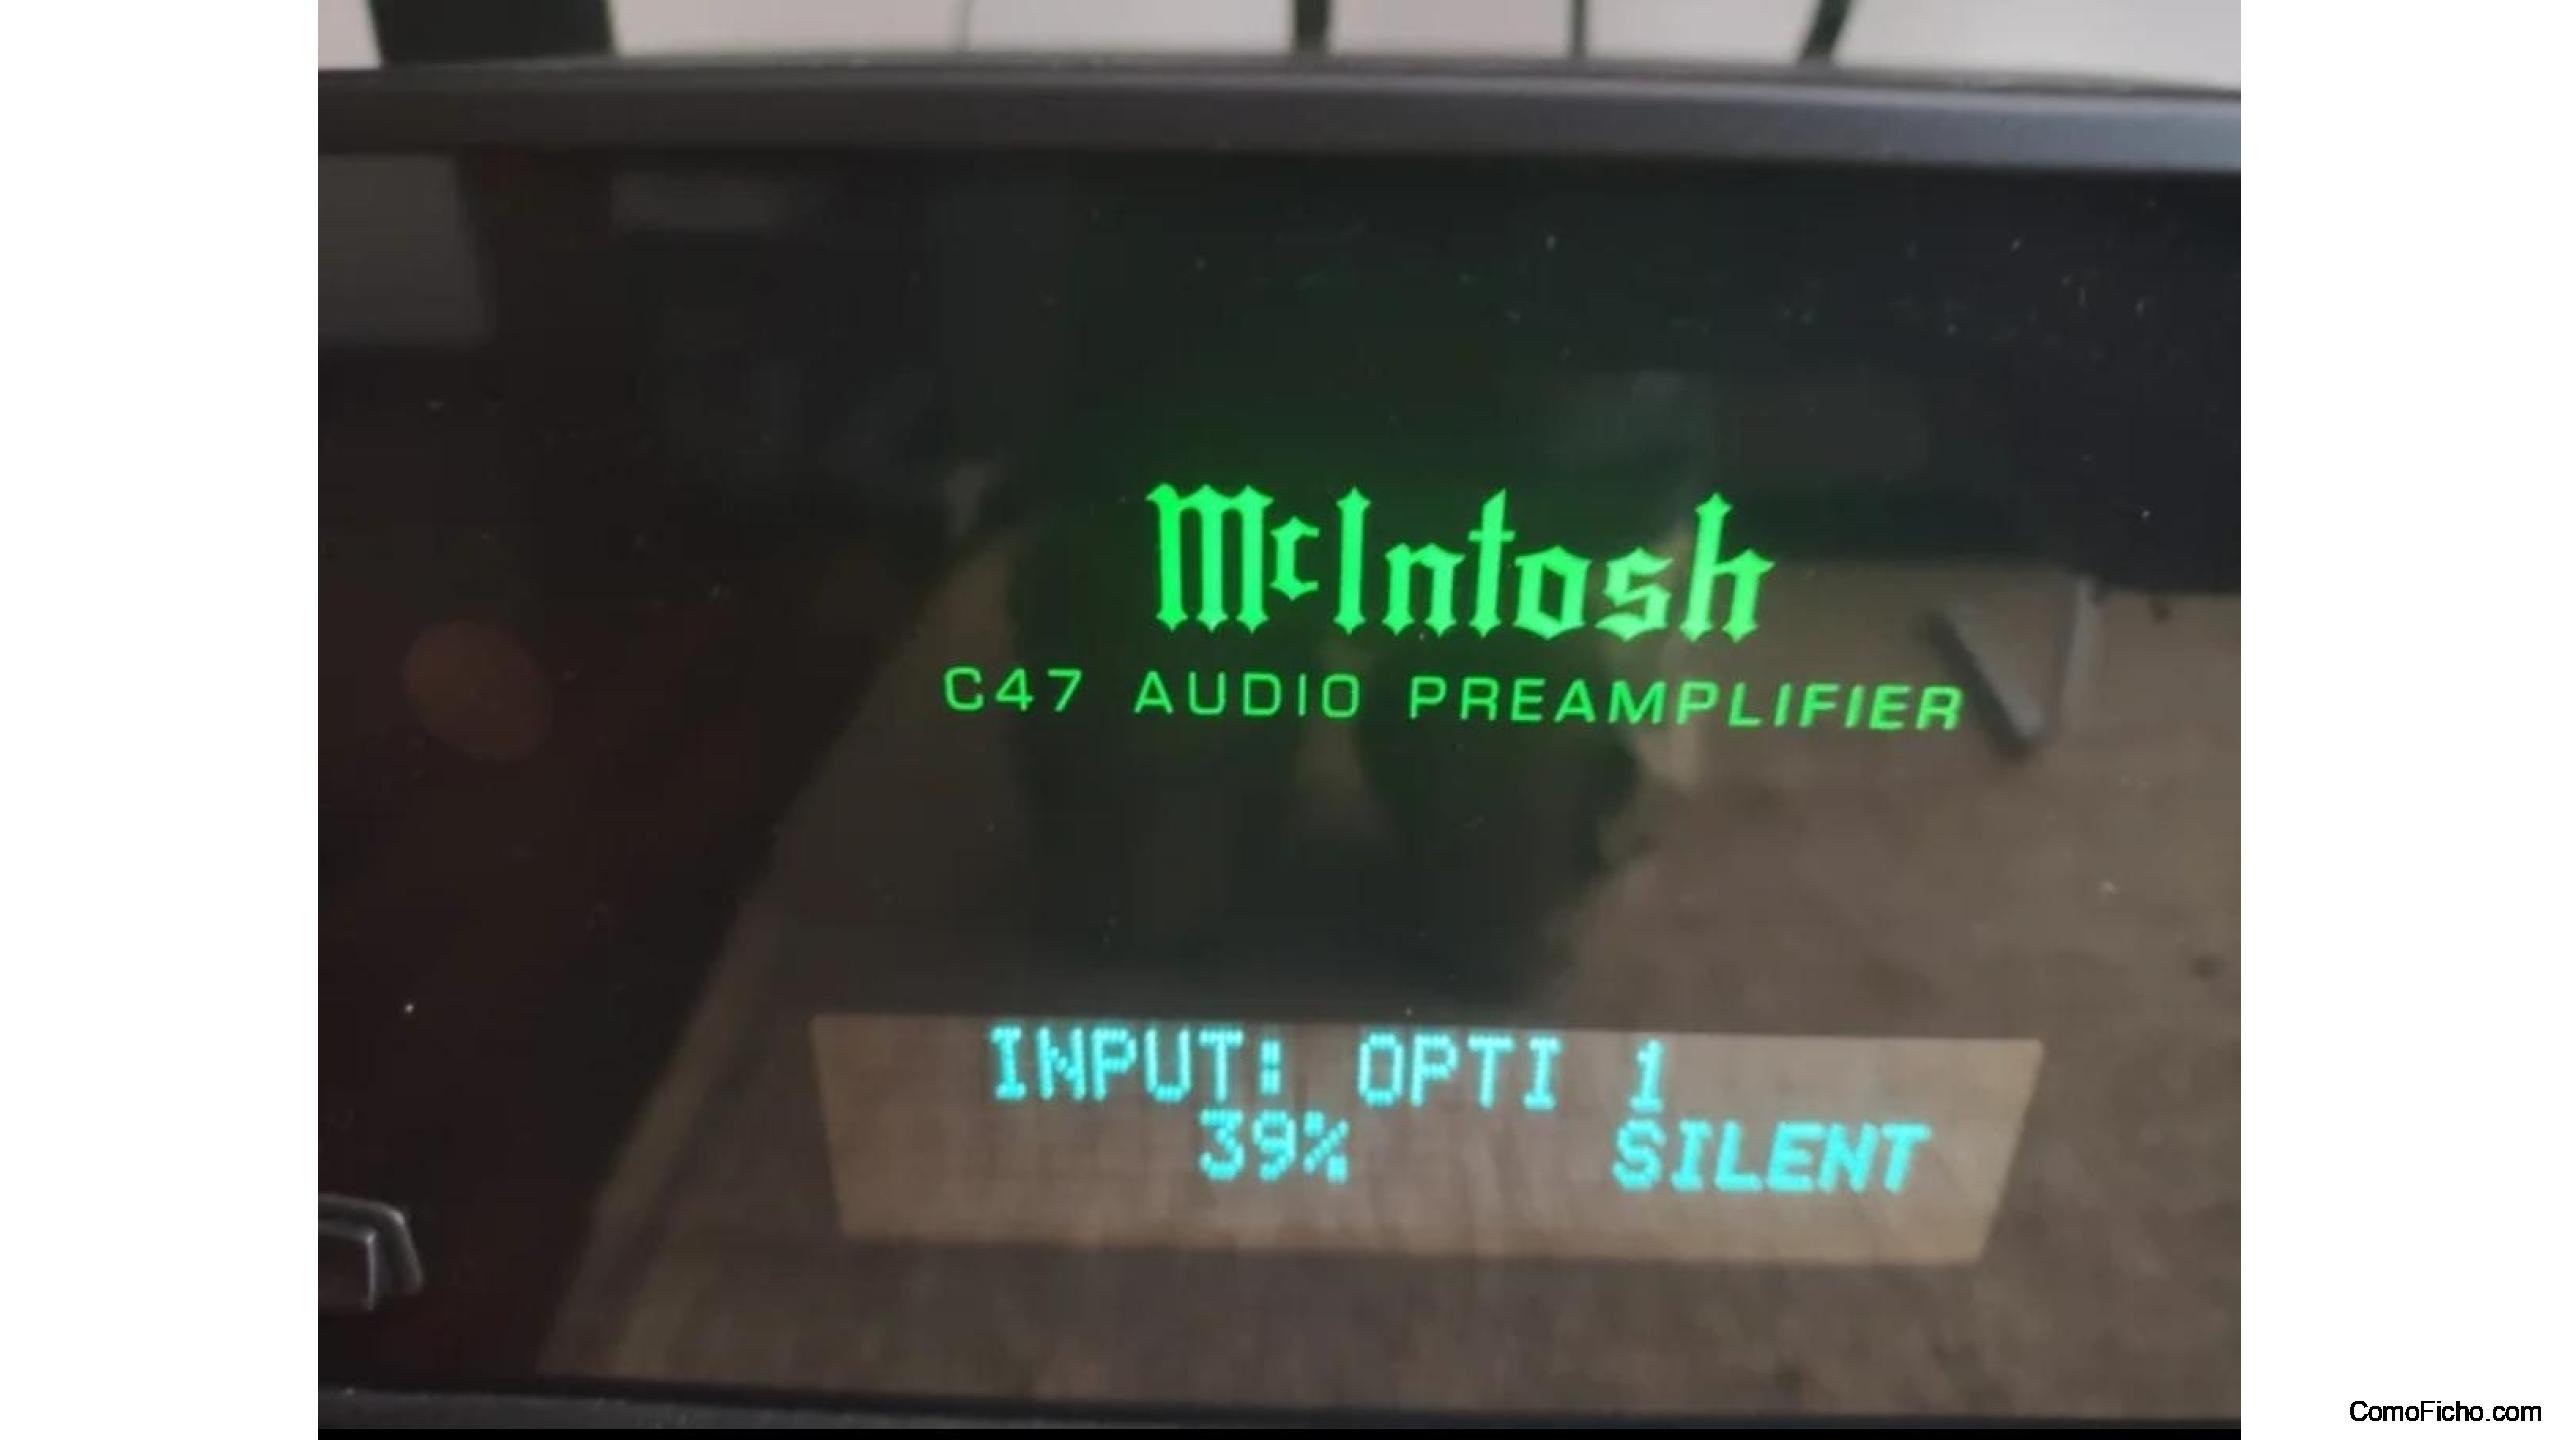 McIntosh
C47 AUDIO PREAMPLIFIER
INPUT: OPTI 1
39% SILENT
ComoFicho.com